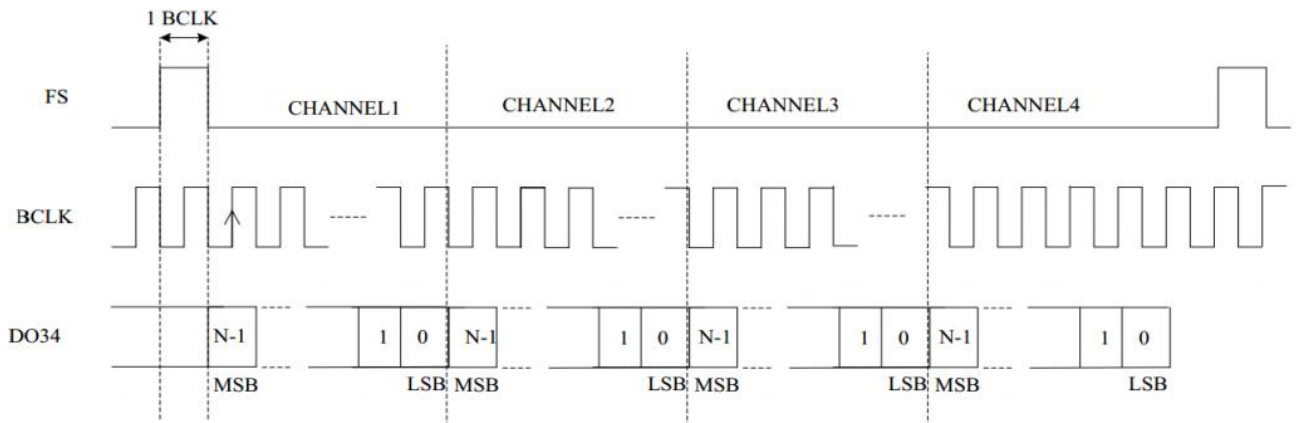 1 BCLK
FS
CHANNEL1 CHANNEL2 CHANNEL3 CHANNEL4
BCLK
DO34
N-1 1 0 N-1 1 0 N-1 1 0 N-1 1 0
MSB LSB MSB LSB MSB LSB MSB LSB